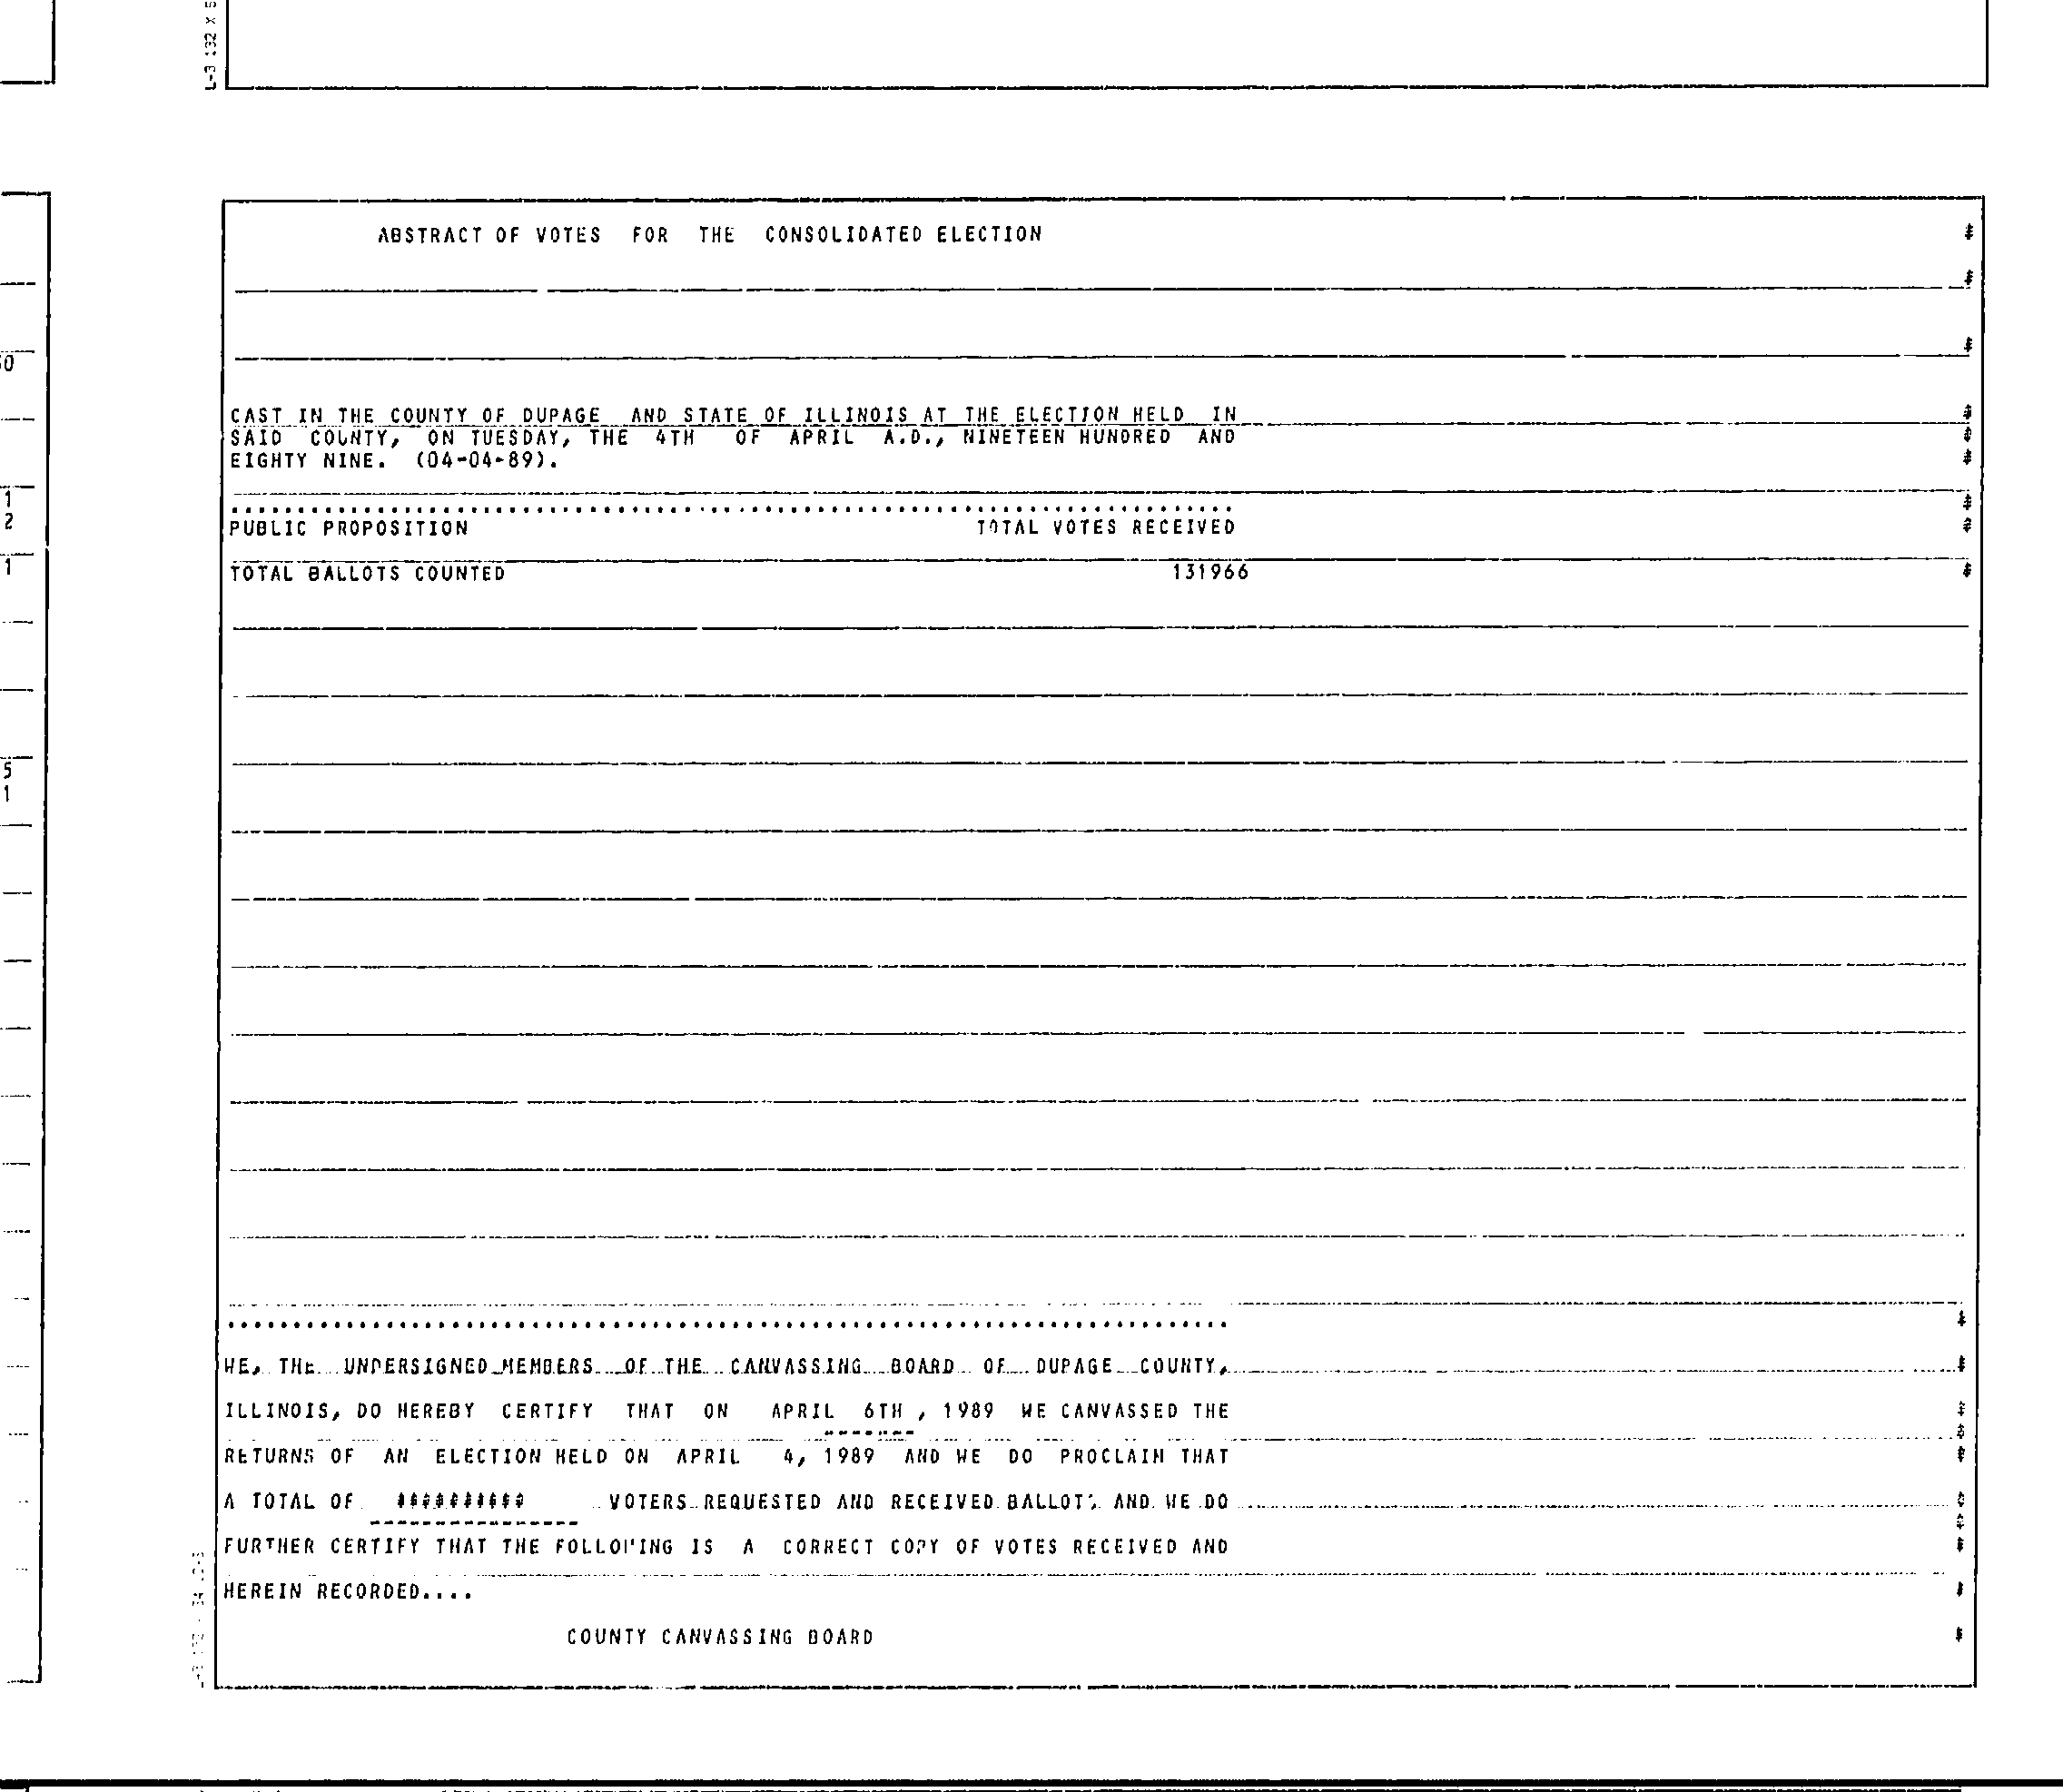 L-3 132 X 5
ABSTRACT OF VOTES FOR THE CONSOLIDATED ELECTION #
#
#
0
CAST IN THE COUNTY OF DUPAGE AND STATE OF ILLINOIS AT THE ELECTION HELD IN #
SAID COUNTY, ON TUESDAY, THE 4TH OF APRIL A.D., NINETEEN HUNDRED AND #
EIGHTY NINE. (04-04-89). #
1 #
2 PUBLIC PROPOSITION TOTAL VOTES RECEIVED #
1 TOTAL BALLOTS COUNTED 131966 #
5
1
#
WE, THE UNDERSIGNED MEMBERS OF THE CANVASSING BOARD OF DUPAGE COUNTY, #
ILLINOIS, DO HEREBY CERTIFY THAT ON APRIL 6TH , 1989 WE CANVASSED THE #
RETURNS OF AN ELECTION HELD ON APRIL 4, 1989 AND WE DO PROCLAIM THAT #
A TOTAL OF ########## VOTERS REQUESTED AND RECEIVED BALLOTS AND WE DO #
FURTHER CERTIFY THAT THE FOLLOWING IS A CORRECT COPY OF VOTES RECEIVED AND #
HEREIN RECORDED.... #
COUNTY CANVASSING BOARD #